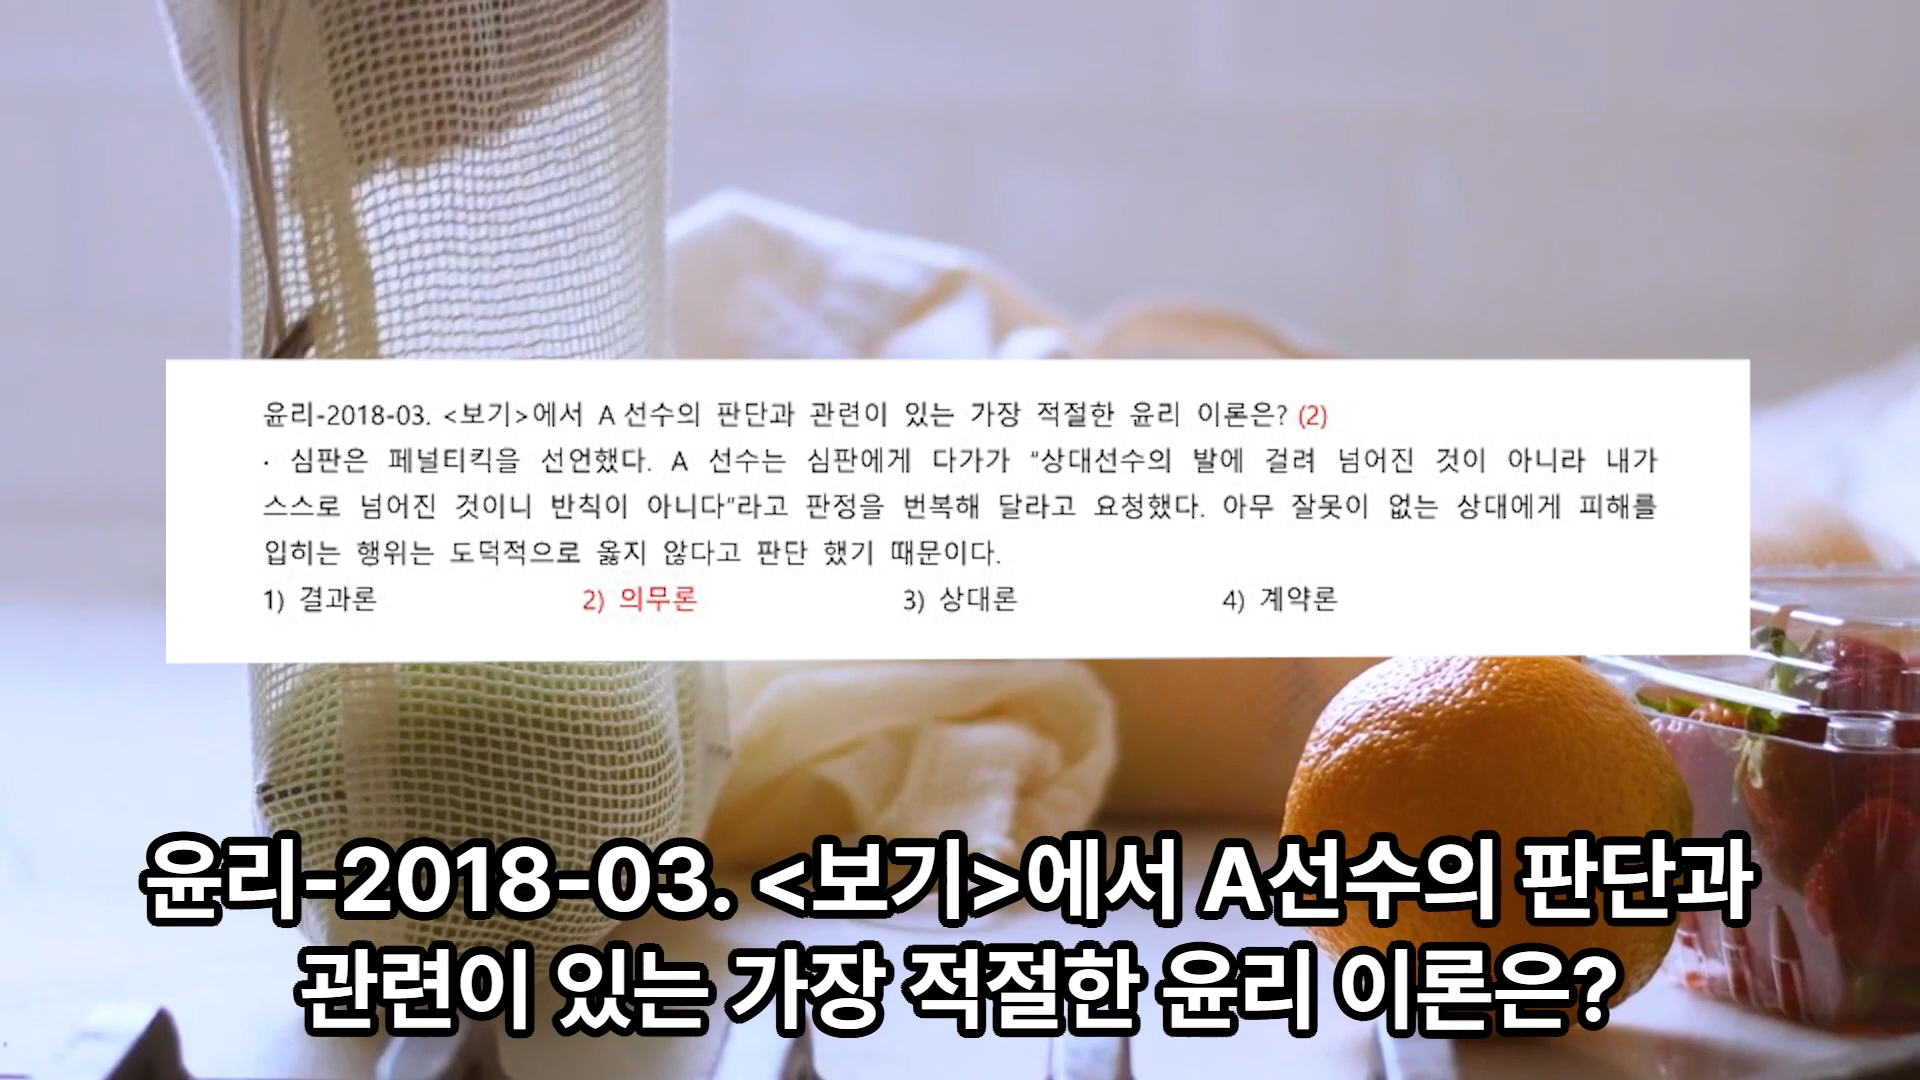 윤리-2018-03. <보기>에서 A선수의 판단과 관련이 있는 가장 적절한 윤리 이론은? (2)
· 심판은 페널티킥을 선언했다. A 선수는 심판에게 다가가 "상대선수의 발에 걸려 넘어진 것이 아니라 내가
스스로 넘어진 것이니 반칙이 아니다"라고 판정을 번복해 달라고 요청했다. 아무 잘못이 없는 상대에게 피해를
입히는 행위는 도덕적으로 옳지 않다고 판단 했기 때문이다.
1) 결과론 2) 의무론 3) 상대론 4) 계약론
윤리-2018-03. <보기>에서 A선수의 판단과
관련이 있는 가장 적절한 윤리 이론은?